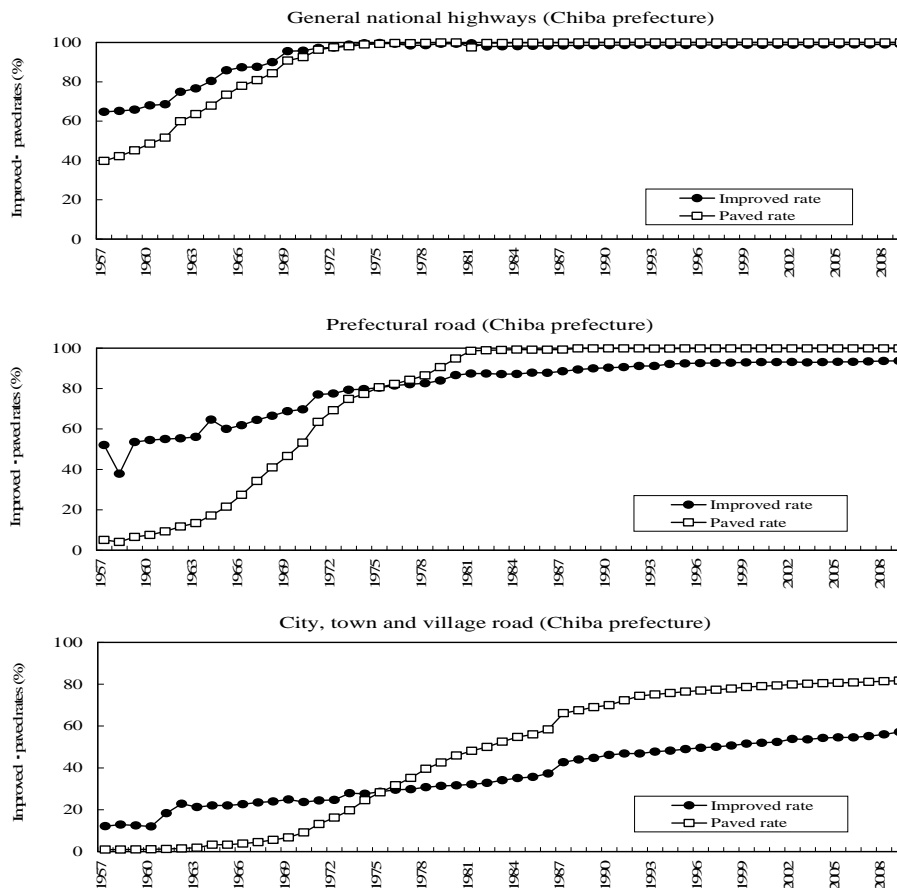 General national highways (Chiba prefecture)
Improved・paved rates (%)
100
80
60
40
20
0
Improved rate
Paved rate
1957 1960 1963 1966 1969 1972 1975 1978 1981 1984 1987 1990 1993 1996 1999 2002 2005 2008
Prefectural road (Chiba prefecture)
Improved・paved rates (%)
100
80
60
40
20
0
Improved rate
Paved rate
1957 1960 1963 1966 1969 1972 1975 1978 1981 1984 1987 1990 1993 1996 1999 2002 2005 2008
City, town and village road (Chiba prefecture)
Improved・paved rates (%)
100
80
60
40
20
0
Improved rate
Paved rate
1957 1960 1963 1966 1969 1972 1975 1978 1981 1984 1987 1990 1993 1996 1999 2002 2005 2008